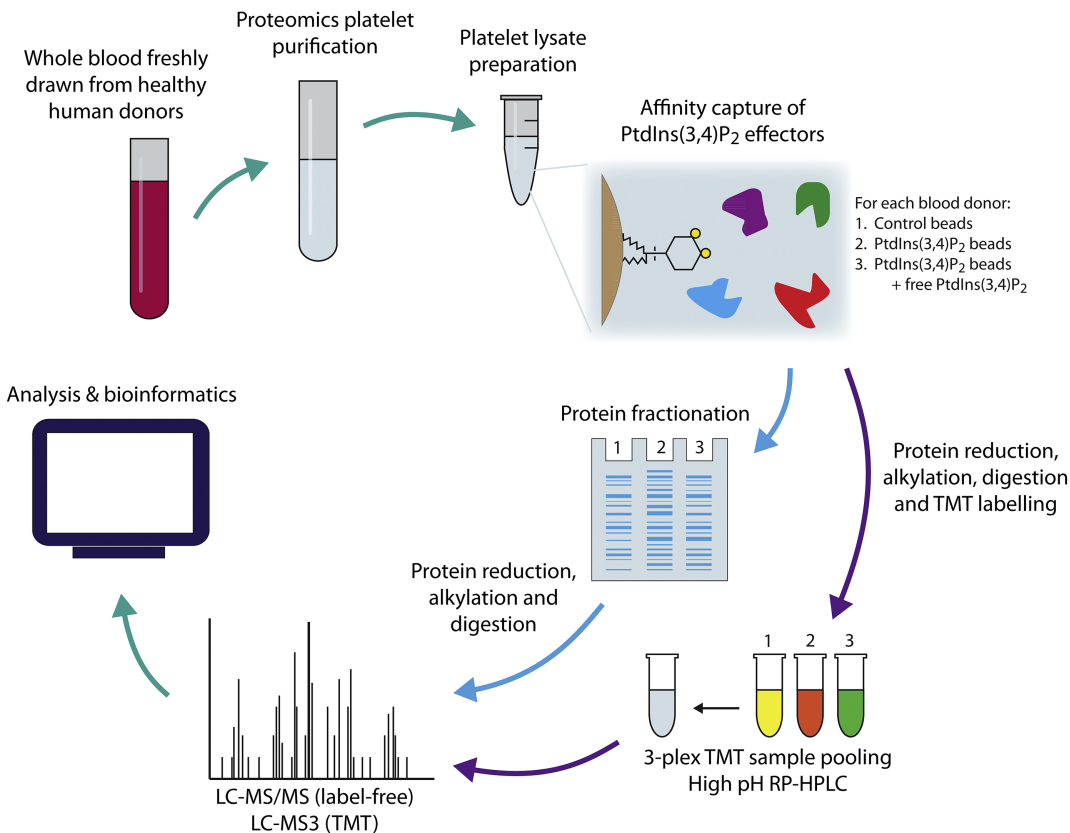 Whole blood freshly
drawn from healthy
human donors
Proteomics platelet
purification
Platelet lysate
preparation
Affinity capture of
PtdIns(3,4)P₂ effectors
For each blood donor:
1. Control beads
2. PtdIns(3,4)P₂ beads
3. PtdIns(3,4)P₂ beads
+ free PtdIns(3,4)P₂
Protein fractionation
1 2 3
Protein reduction,
alkylation, digestion
and TMT labelling
Protein reduction,
alkylation and
digestion
1 2 3
3-plex TMT sample pooling
High pH RP-HPLC
LC-MS/MS (label-free)
LC-MS3 (TMT)
Analysis & bioinformatics